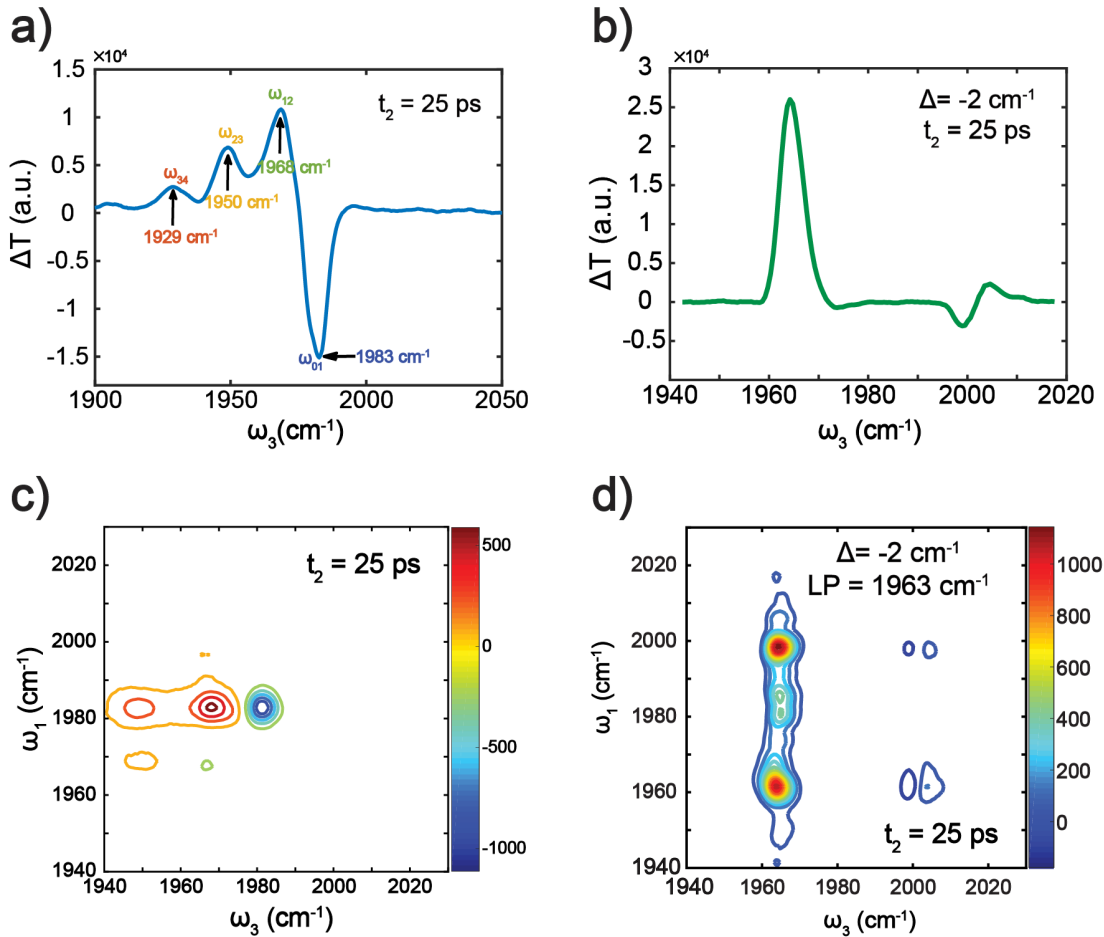 a)
×10⁴
1.5
1
0.5
0
-0.5
-1
-1.5
ΔT (a.u.)
t₂ = 25 ps
ω₁₂
ω₂₃
ω₃₄
1968 cm⁻¹
1950 cm⁻¹
1929 cm⁻¹
ω₀₁
1983 cm⁻¹
1900 1950 2000 2050
ω₃(cm⁻¹)
b)
×10⁴
3
2.5
2
1.5
1
0.5
0
-0.5
ΔT (a.u.)
Δ= -2 cm⁻¹
t₂ = 25 ps
1940 1960 1980 2000 2020
ω₃ (cm⁻¹)
c)
2020
2000
1980
1960
1940
ω₁ (cm⁻¹)
t₂ = 25 ps
1940 1960 1980 2000 2020
ω₃ (cm⁻¹)
500
0
-500
-1000
d)
2020
2000
1980
1960
1940
ω₁ (cm⁻¹)
Δ= -2 cm⁻¹
LP = 1963 cm⁻¹
t₂ = 25 ps
1940 1960 1980 2000 2020
ω₃ (cm⁻¹)
1000
800
600
400
200
0